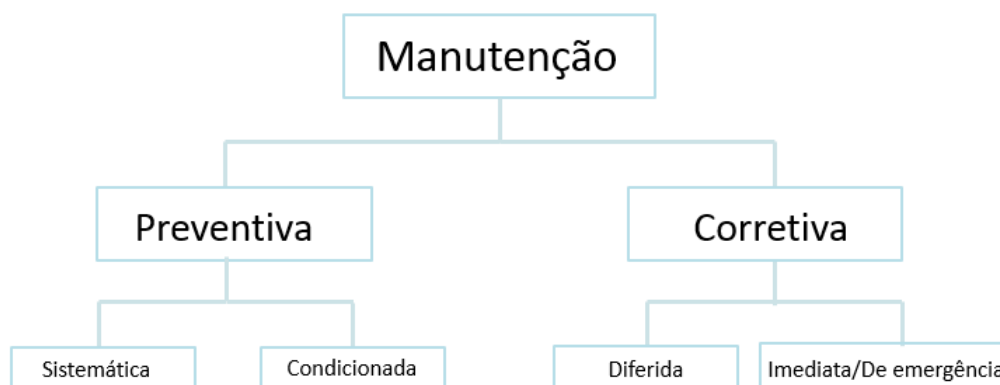 Manutenção
Preventiva
Corretiva
Sistemática
Condicionada
Diferida
Imediata/De emergência